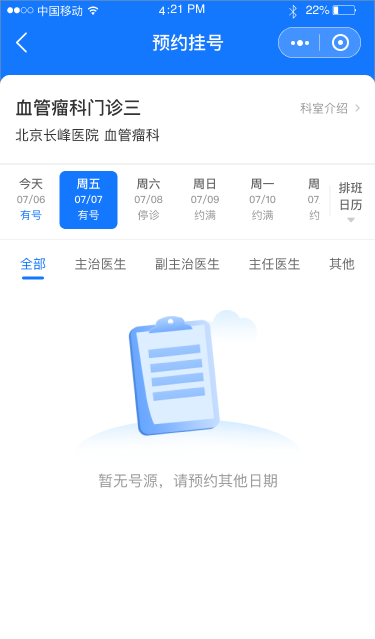 中国移动 4:21 PM 22%
预约挂号
血管瘤科门诊三 科室介绍
北京长峰医院 血管瘤科
今天 周五 周六 周日 周一 周 排班
07/06 07/07 07/08 07/09 07/10 07 日历
有号 有号 停诊 约满 约满 约
全部 主治医生 副主治医生 主任医生 其他
暂无号源，请预约其他日期